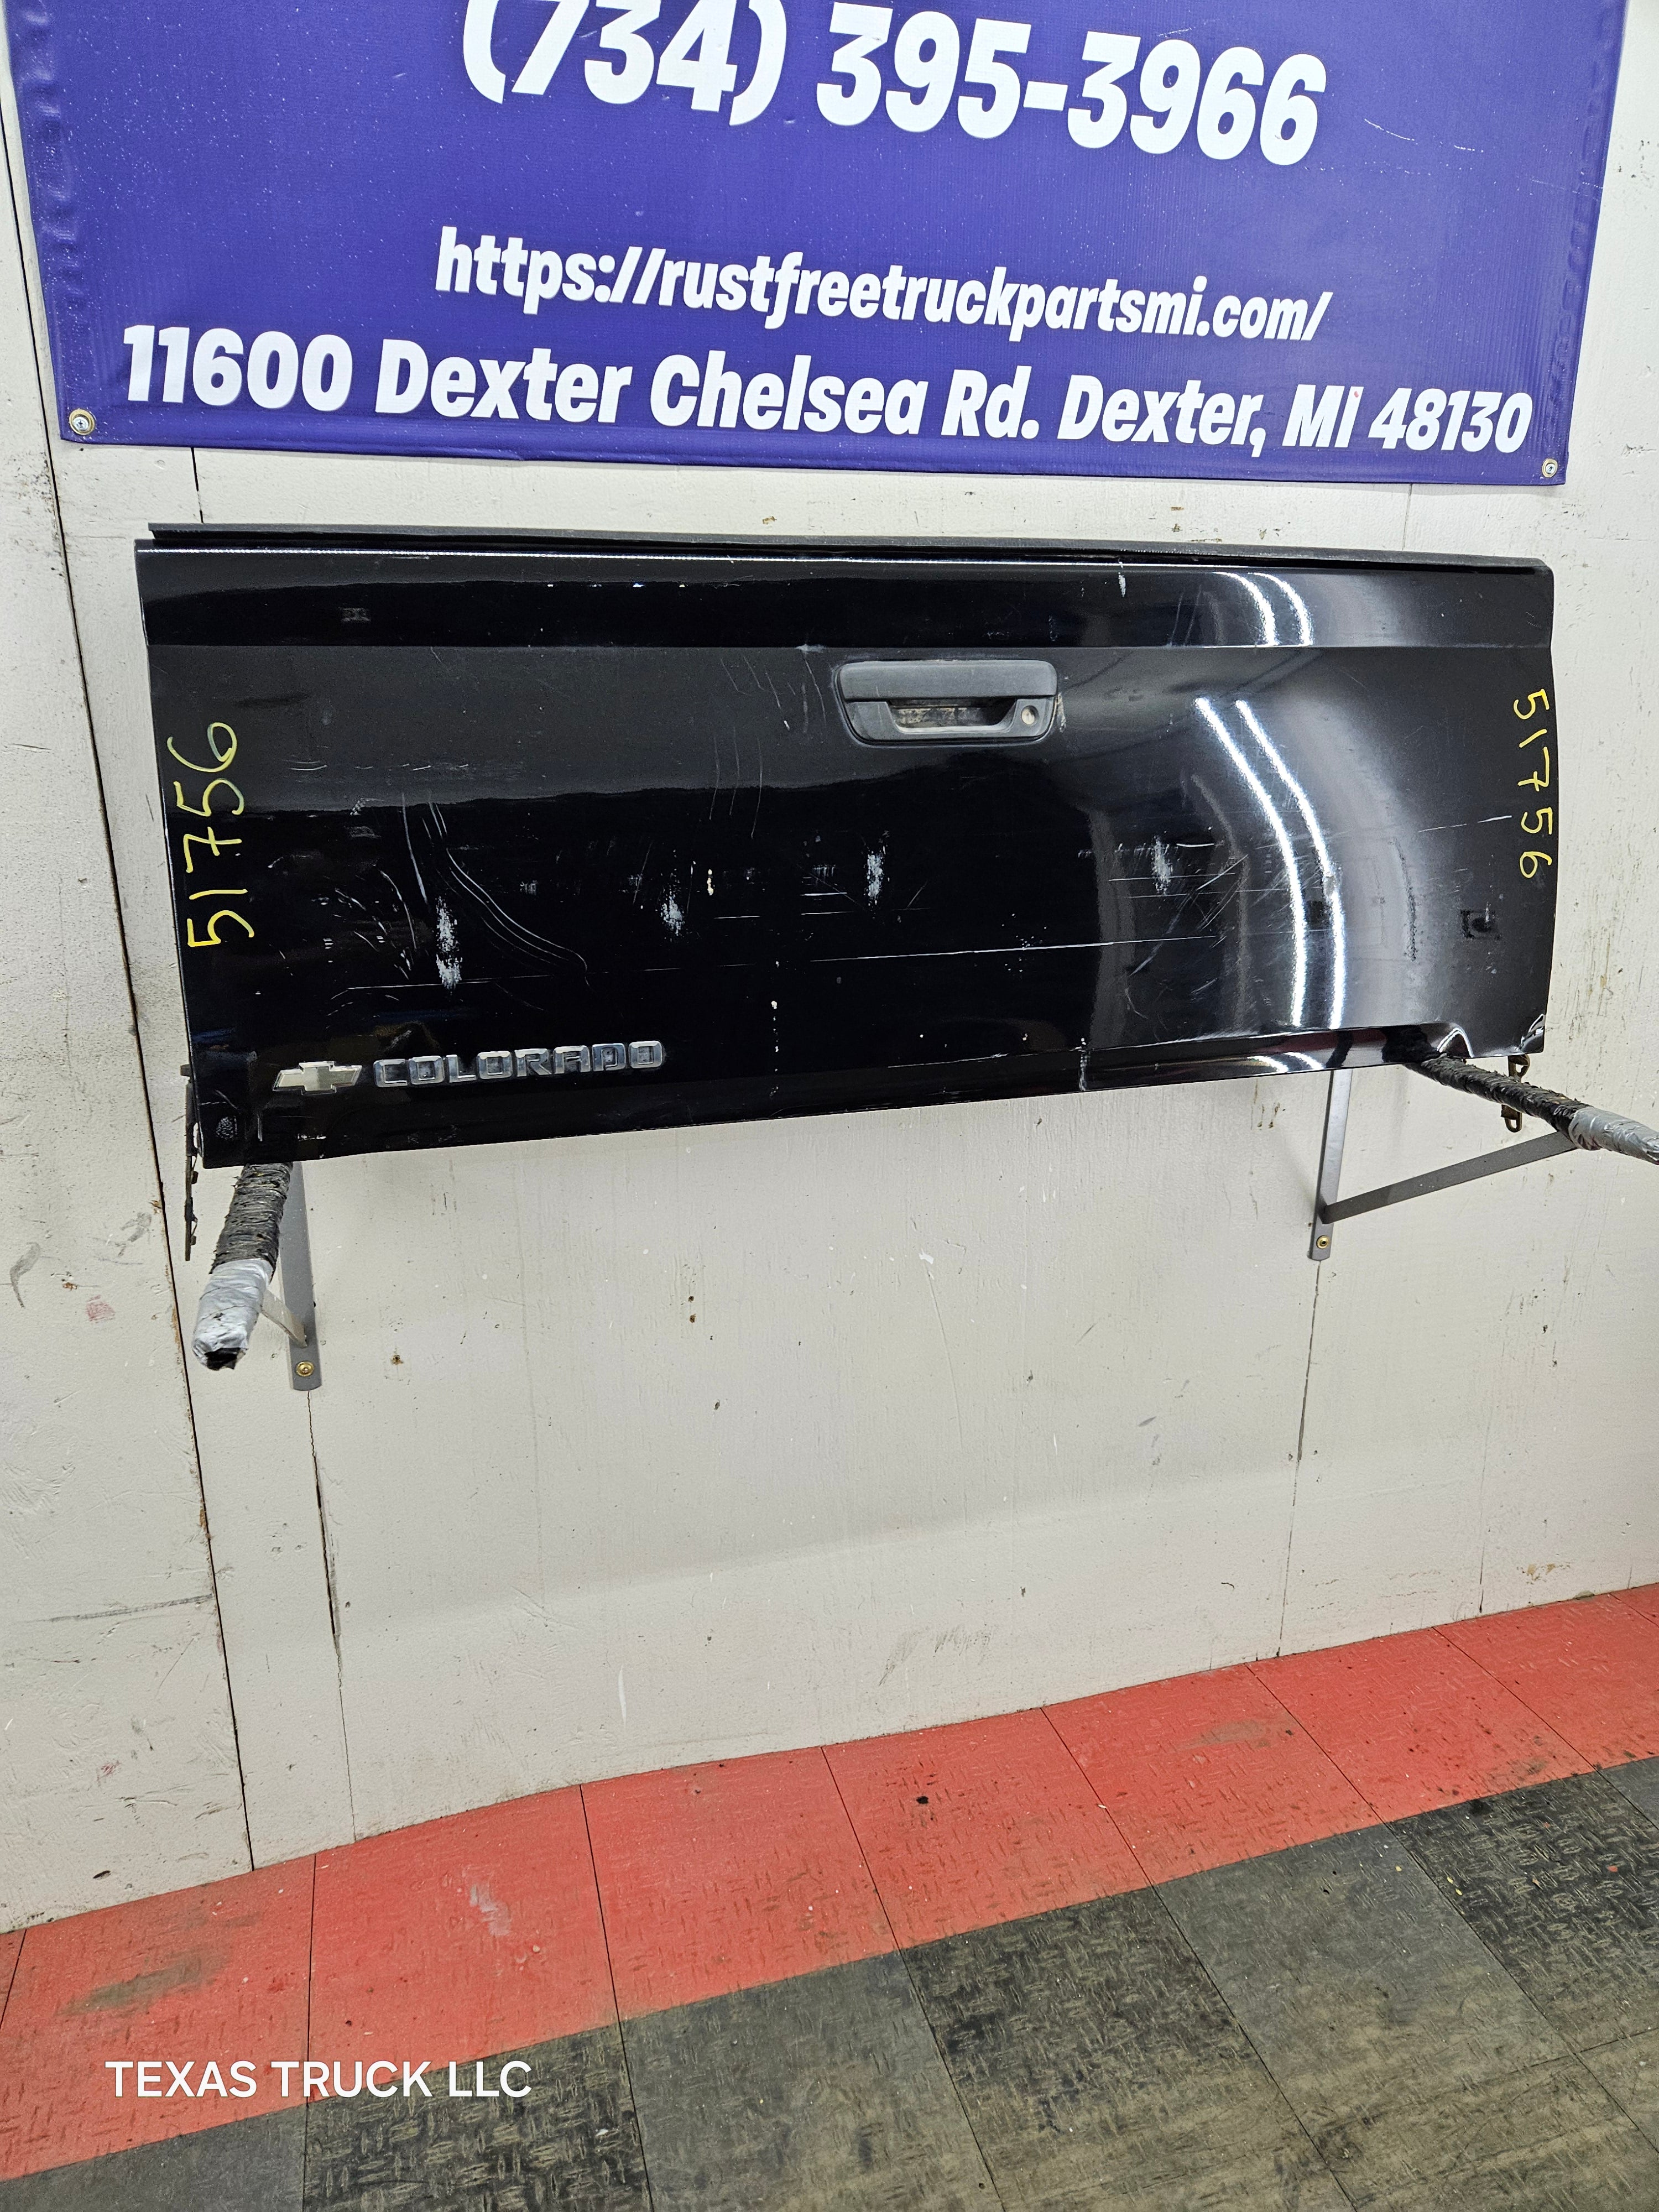 (734) 395-3966
https://rustfreetruckpartsmi.com/
11600 Dexter Chelsea Rd. Dexter, MI 48130
51756
51756
COLORADO
TEXAS TRUCK LLC